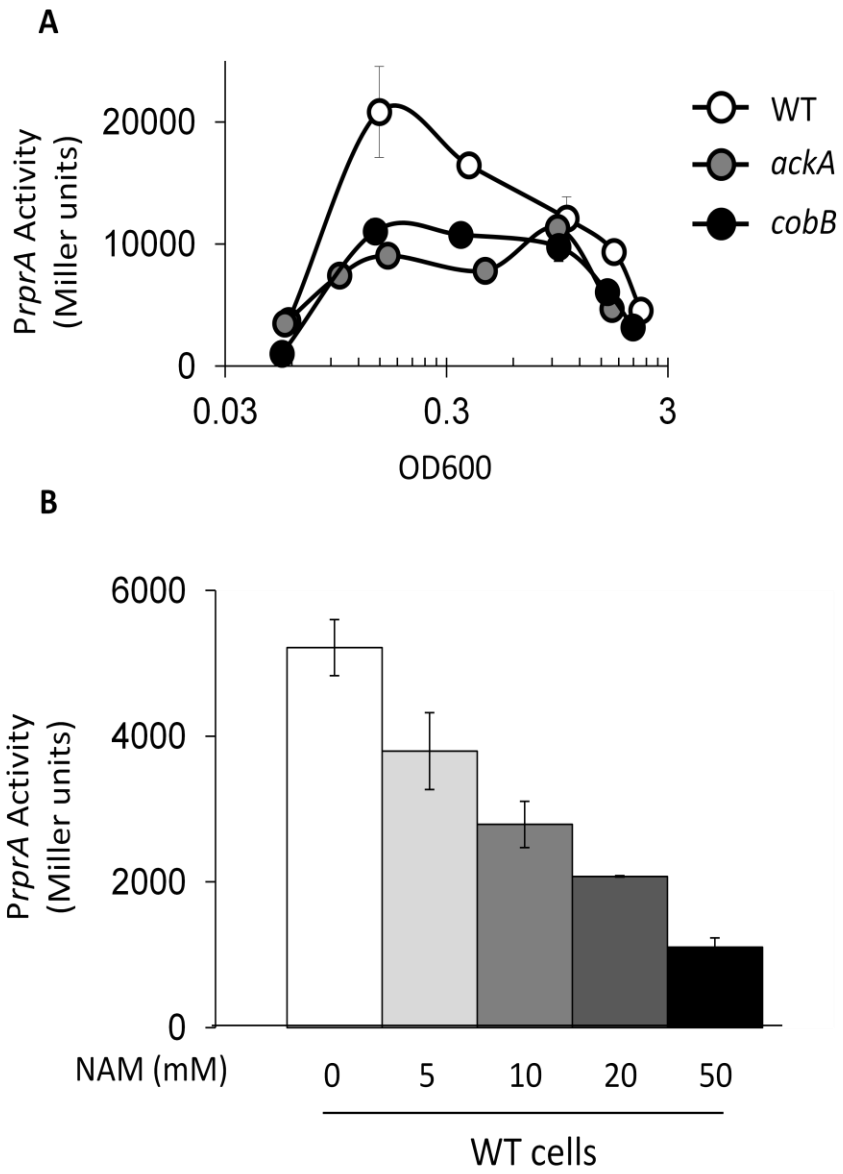 A
PrprA Activity
(Miller units)
20000
10000
0
0.03 0.3 3
OD600
WT
ackA
cobB
B
PrprA Activity
(Miller units)
6000
4000
2000
0
NAM (mM) 0 5 10 20 50
WT cells